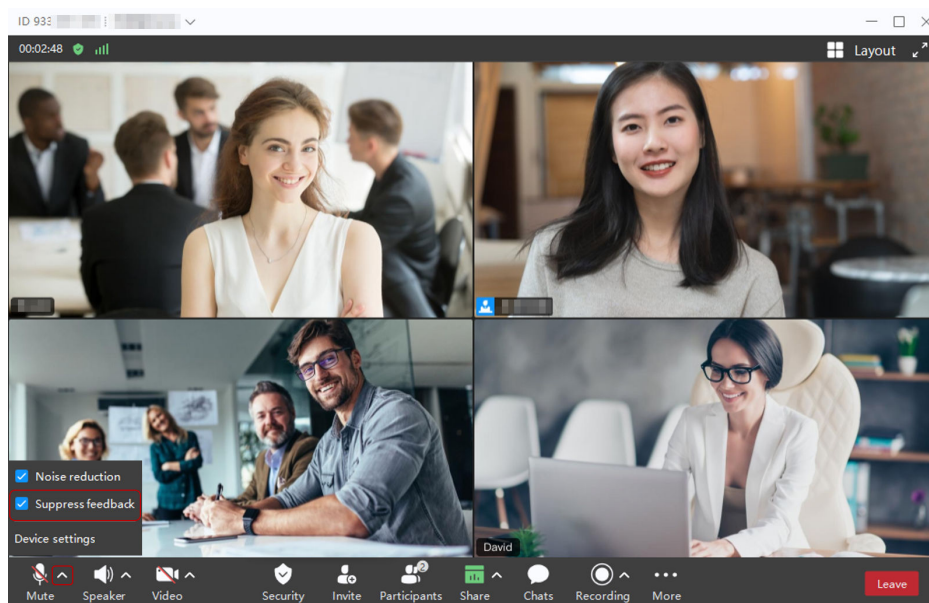 ID 933
00:02:48
Layout
Noise reduction
Suppress feedback
Device settings
David
2
Mute
Speaker
Video
Security
Invite
Participants
Share
Chats
Recording
More
Leave